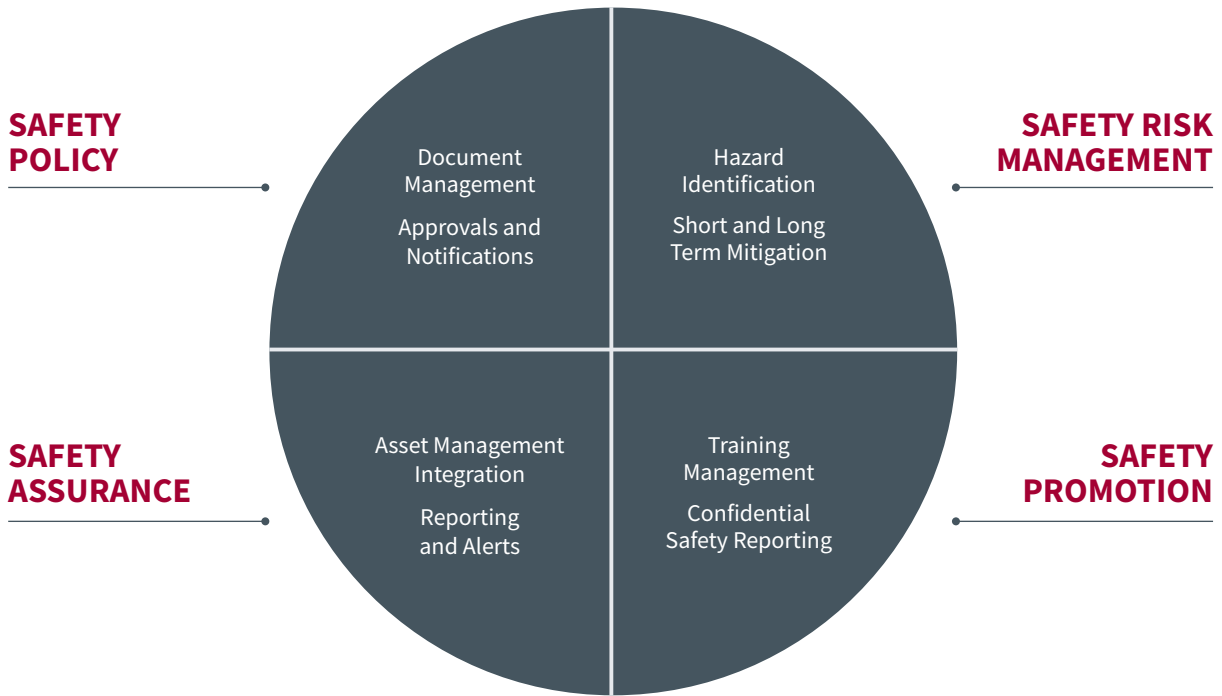 SAFETY
POLICY
Document
Management
Approvals and
Notifications
SAFETY RISK
MANAGEMENT
Hazard
Identification
Short and Long
Term Mitigation
SAFETY
ASSURANCE
Asset Management
Integration
Reporting
and Alerts
SAFETY
PROMOTION
Training
Management
Confidential
Safety Reporting